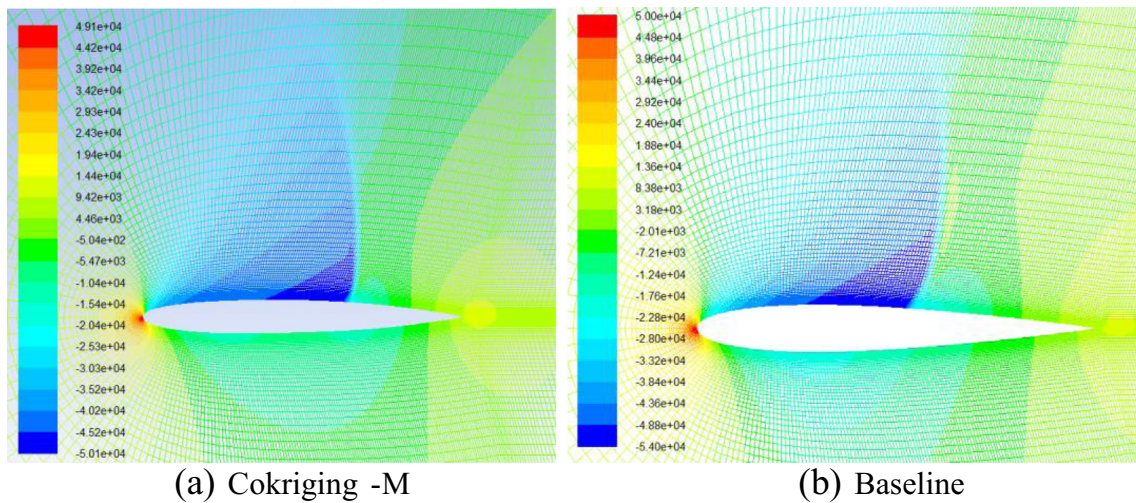 4.91e+04
4.42e+04
3.92e+04
3.42e+04
2.93e+04
2.43e+04
1.94e+04
1.44e+04
9.42e+03
4.46e+03
-5.04e+02
-5.47e+03
-1.04e+04
-1.54e+04
-2.04e+04
-2.53e+04
-3.03e+04
-3.52e+04
-4.02e+04
-4.52e+04
-5.01e+04
5.00e+04
4.48e+04
3.96e+04
3.44e+04
2.92e+04
2.40e+04
1.88e+04
1.36e+04
8.38e+03
3.18e+03
-2.01e+03
-7.21e+03
-1.24e+04
-1.76e+04
-2.28e+04
-2.80e+04
-3.32e+04
-3.84e+04
-4.36e+04
-4.88e+04
-5.40e+04
(a) Cokriging -M
(b) Baseline